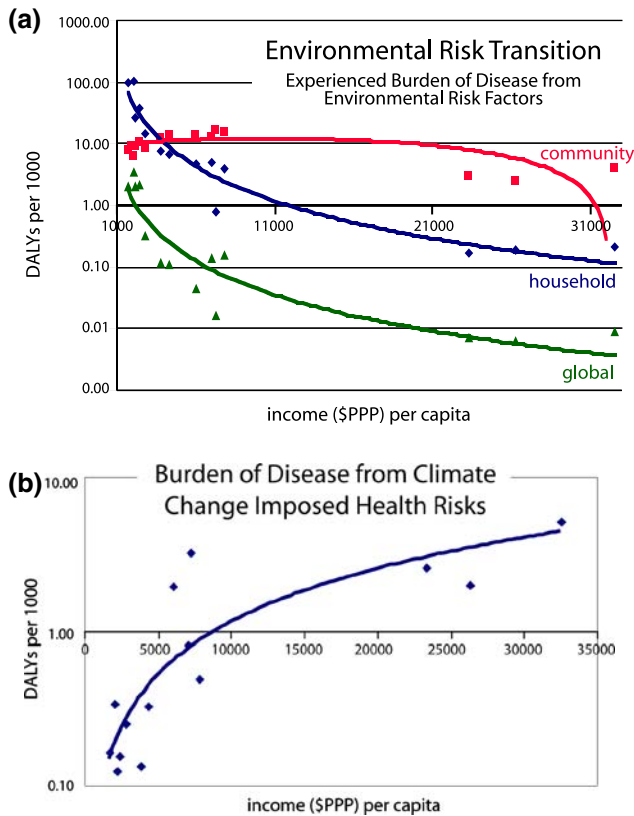 (a)
1000.00
Environmental Risk Transition
100.00
Experienced Burden of Disease from
Environmental Risk Factors
10.00
community
1.00
1000
11000
21000
31000
DALYs per 1000
0.10
household
0.01
global
0.00
income ($PPP) per capita
(b)
10.00
Burden of Disease from Climate
Change Imposed Health Risks
DALYs per 1000
1.00
0
5000
10000
15000
20000
25000
30000
35000
0.10
income ($PPP) per capita